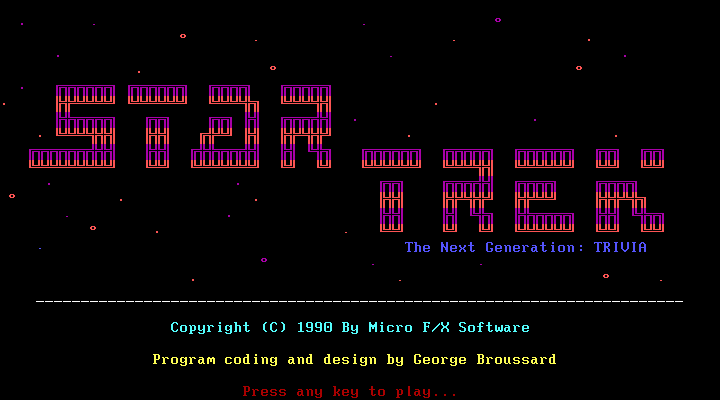 STAR
TREK
The Next Generation: TRIVIA
Copyright (C) 1990 By Micro F/X Software
Program coding and design by George Broussard
Press any key to play...